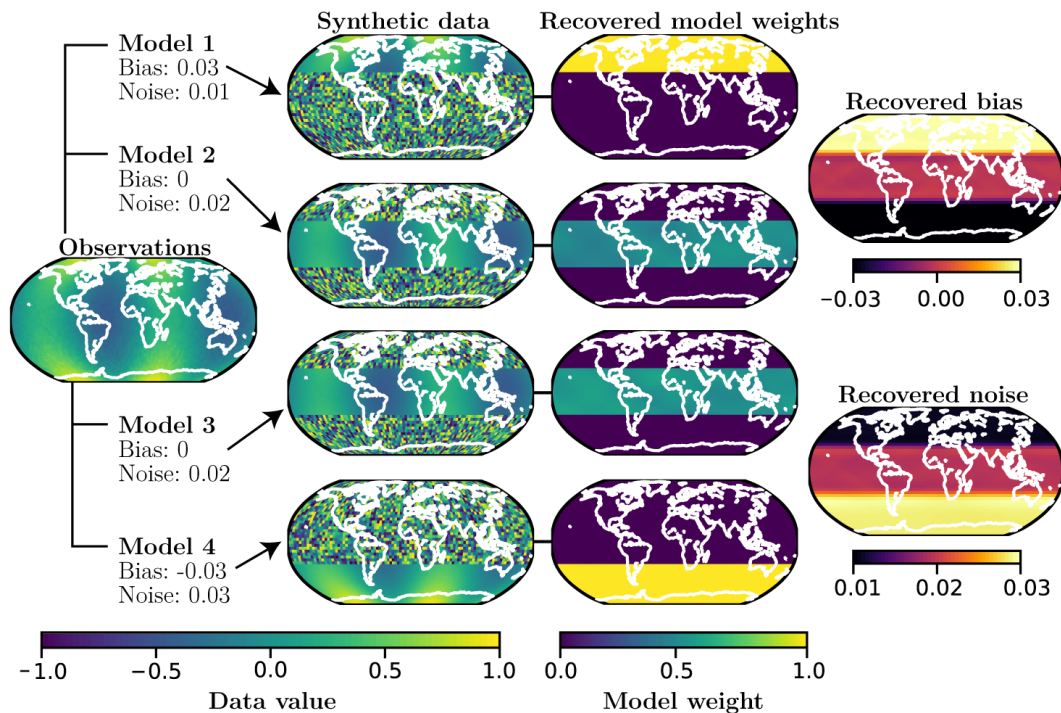 Synthetic data
Recovered model weights
Model 1
Bias: 0.03
Noise: 0.01
Model 2
Bias: 0
Noise: 0.02
Observations
Model 3
Bias: 0
Noise: 0.02
Model 4
Bias: -0.03
Noise: 0.03
Recovered bias
−0.03 0.00 0.03
Recovered noise
0.01 0.02 0.03
−1.0 −0.5 0.0 0.5 1.0
Data value
0.0 0.5 1.0
Model weight